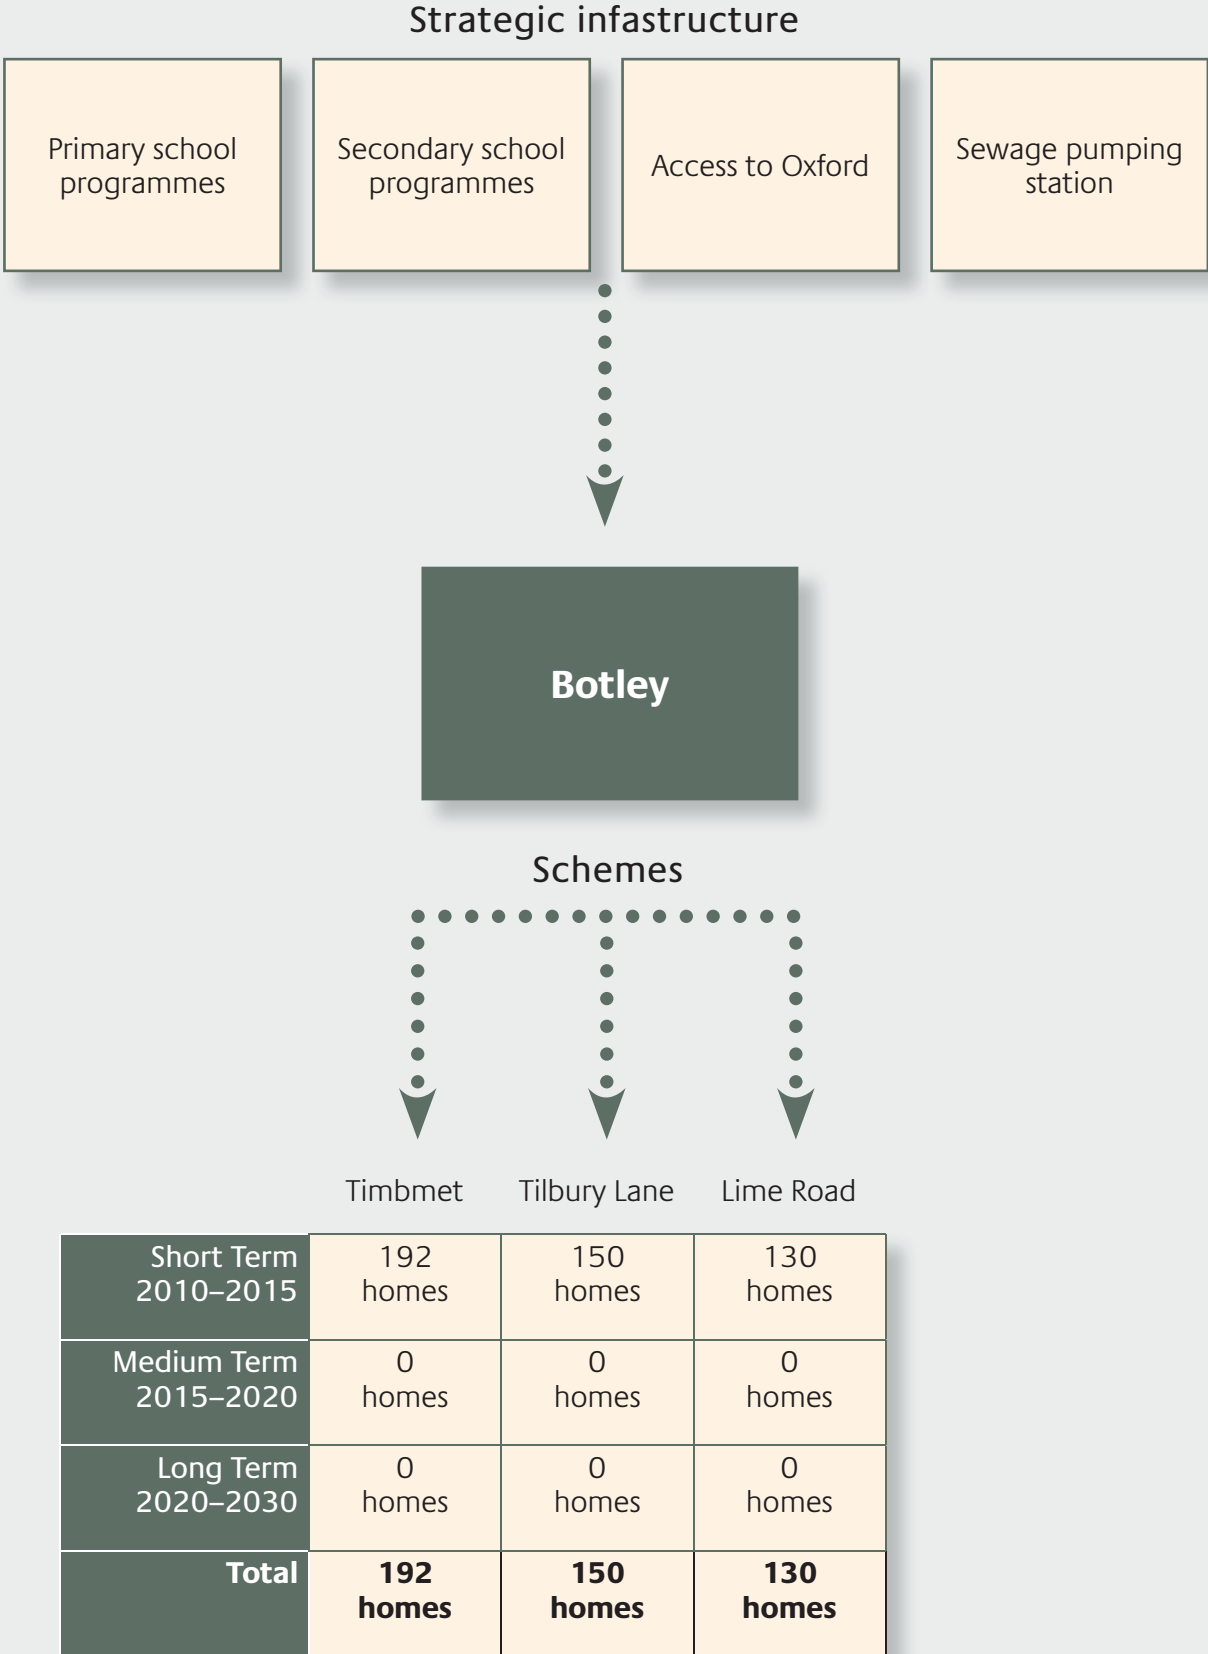 Strategic infastructure
Primary school
programmes
Secondary school
programmes
Access to Oxford
Sewage pumping
station
Botley
Schemes
Timbmet Tilbury Lane Lime Road
Short Term 192 150 130
2010–2015 homes homes homes
Medium Term 0 0 0
2015–2020 homes homes homes
Long Term 0 0 0
2020–2030 homes homes homes
Total 192 150 130
homes homes homes